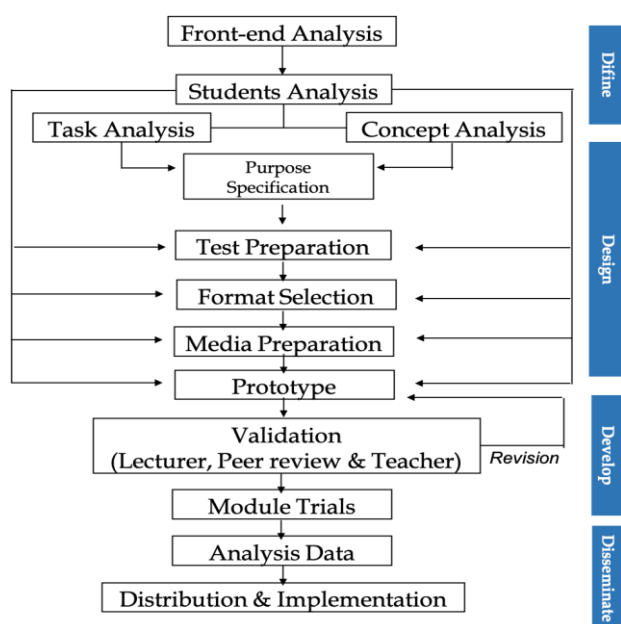 Front-end Analysis
Students Analysis
Task Analysis
Concept Analysis
Purpose
Specification
Test Preparation
Format Selection
Media Preparation
Prototype
Validation
(Lecturer, Peer review & Teacher)
Revision
Module Trials
Analysis Data
Distribution & Implementation
Difine
Design
Develop
Disseminate